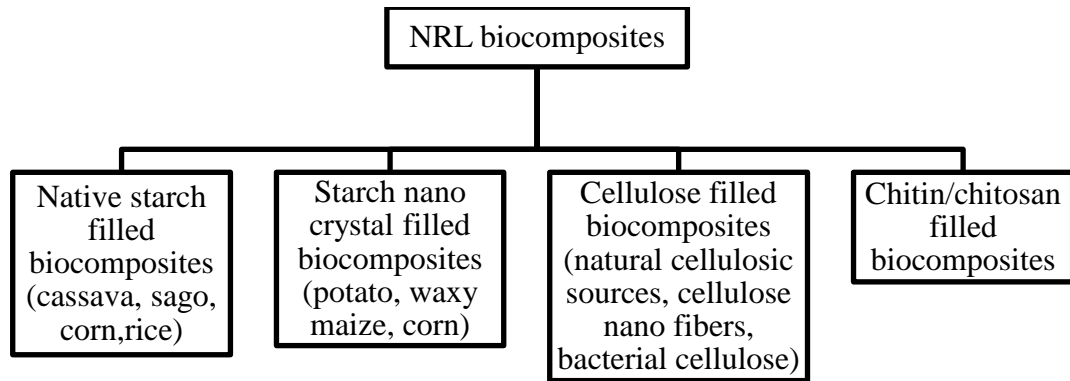 NRL biocomposites
Native starch
filled
biocomposites
(cassava, sago,
corn,rice)
Starch nano
crystal filled
biocomposites
(potato, waxy
maize, corn)
Cellulose filled
biocomposites
(natural cellulosic
sources, cellulose
nano fibers,
bacterial cellulose)
Chitin/chitosan
filled
biocomposites